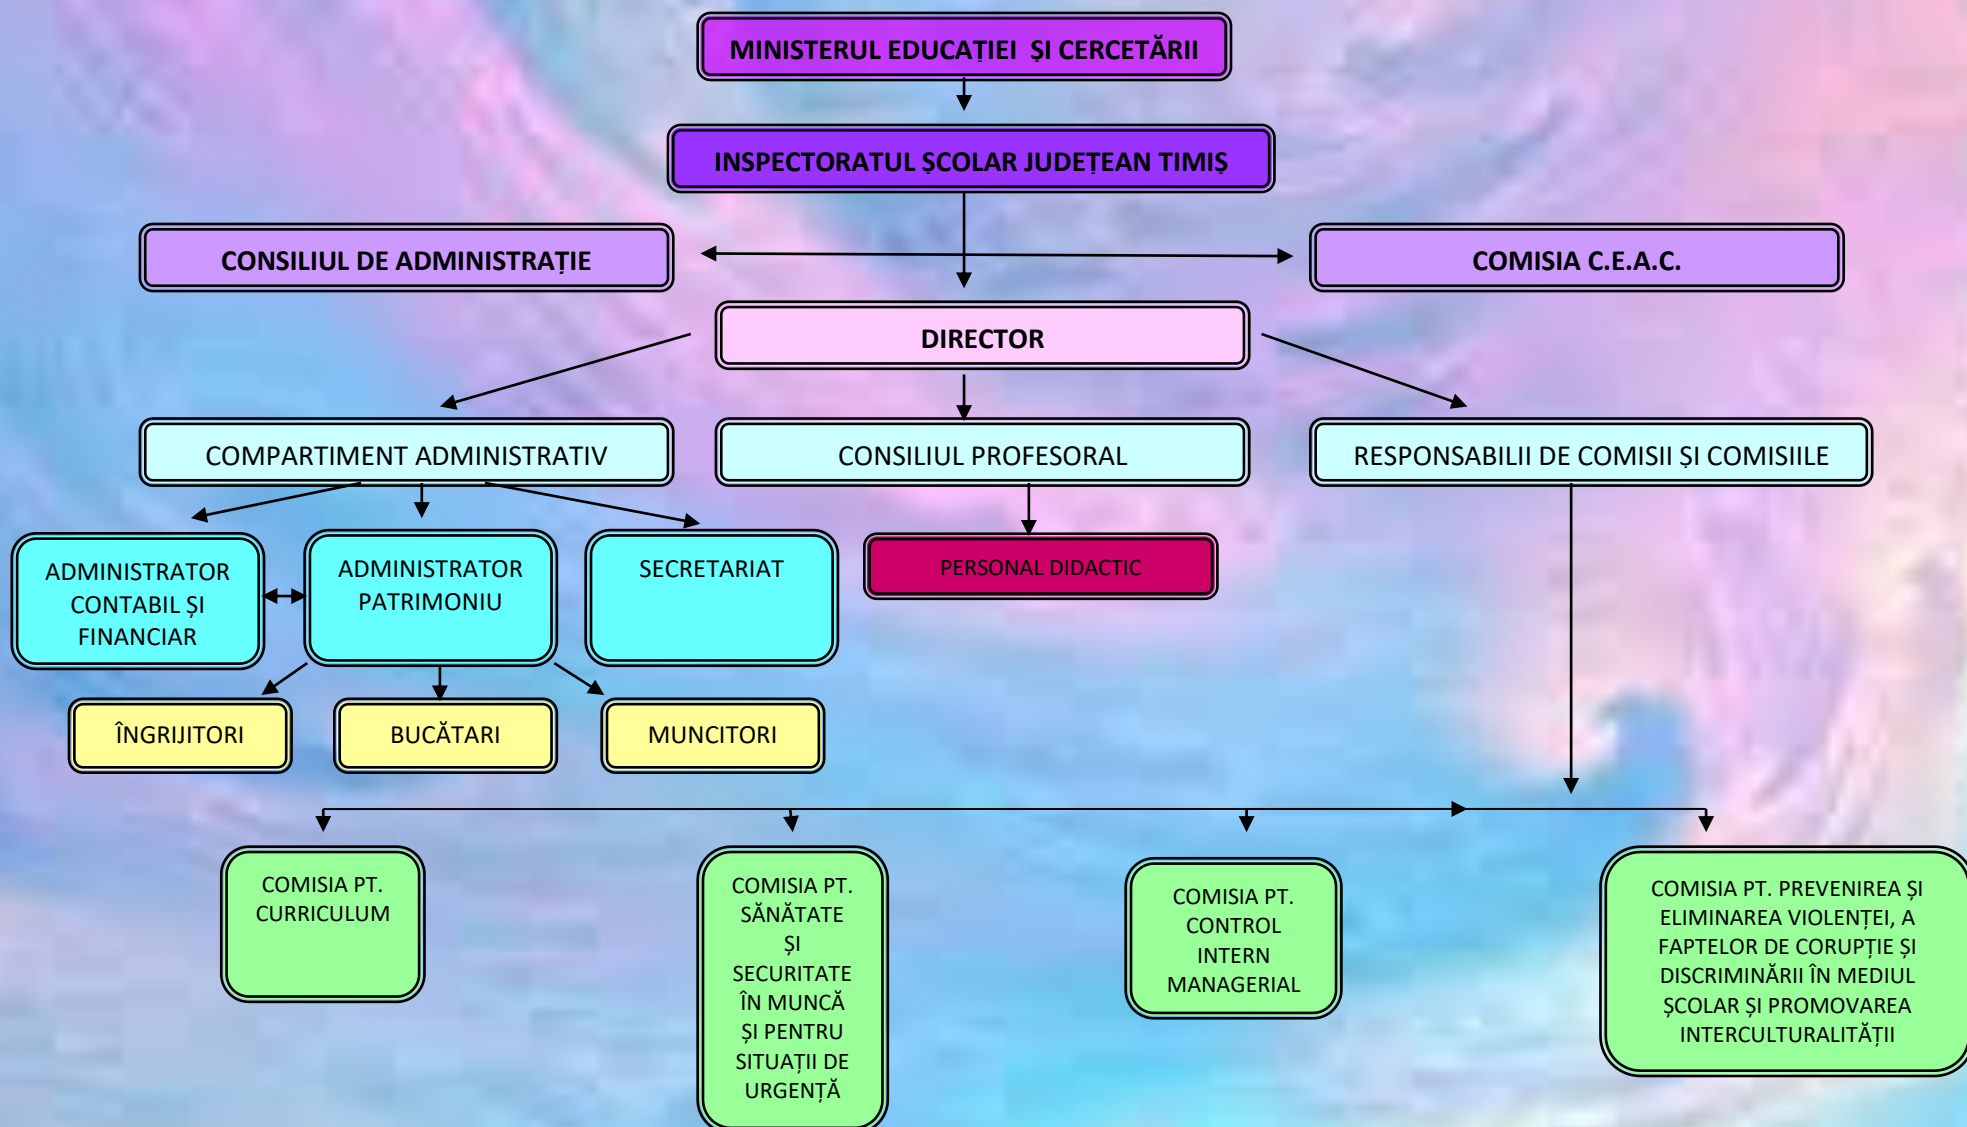 MINISTERUL EDUCAȚIEI ȘI CERCETĂRII
INSPECTORATUL ȘCOLAR JUDEȚEAN TIMIȘ
CONSILIUL DE ADMINISTRAȚIE
COMISIA C.E.A.C.
DIRECTOR
COMPARTIMENT ADMINISTRATIV
CONSILIUL PROFESORAL
RESPONSABILII DE COMISII ȘI COMISIILE
ADMINISTRATOR
CONTABIL ȘI
FINANCIAR
ADMINISTRATOR
PATRIMONIU
SECRETARIAT
PERSONAL DIDACTIC
ÎNGRIJITORI
BUCĂTARI
MUNCITORI
COMISIA PT.
CURRICULUM
COMISIA PT.
SĂNĂTATE
ȘI
SECURITATE
ÎN MUNCĂ
ȘI PENTRU
SITUAȚII DE
URGENȚĂ
COMISIA PT.
CONTROL
INTERN
MANAGERIAL
COMISIA PT. PREVENIREA ȘI
ELIMINAREA VIOLENȚEI, A
FAPTELOR DE CORUPȚIE ȘI
DISCRIMINĂRII ÎN MEDIUL
ȘCOLAR ȘI PROMOVAREA
INTERCULTURALITĂȚII